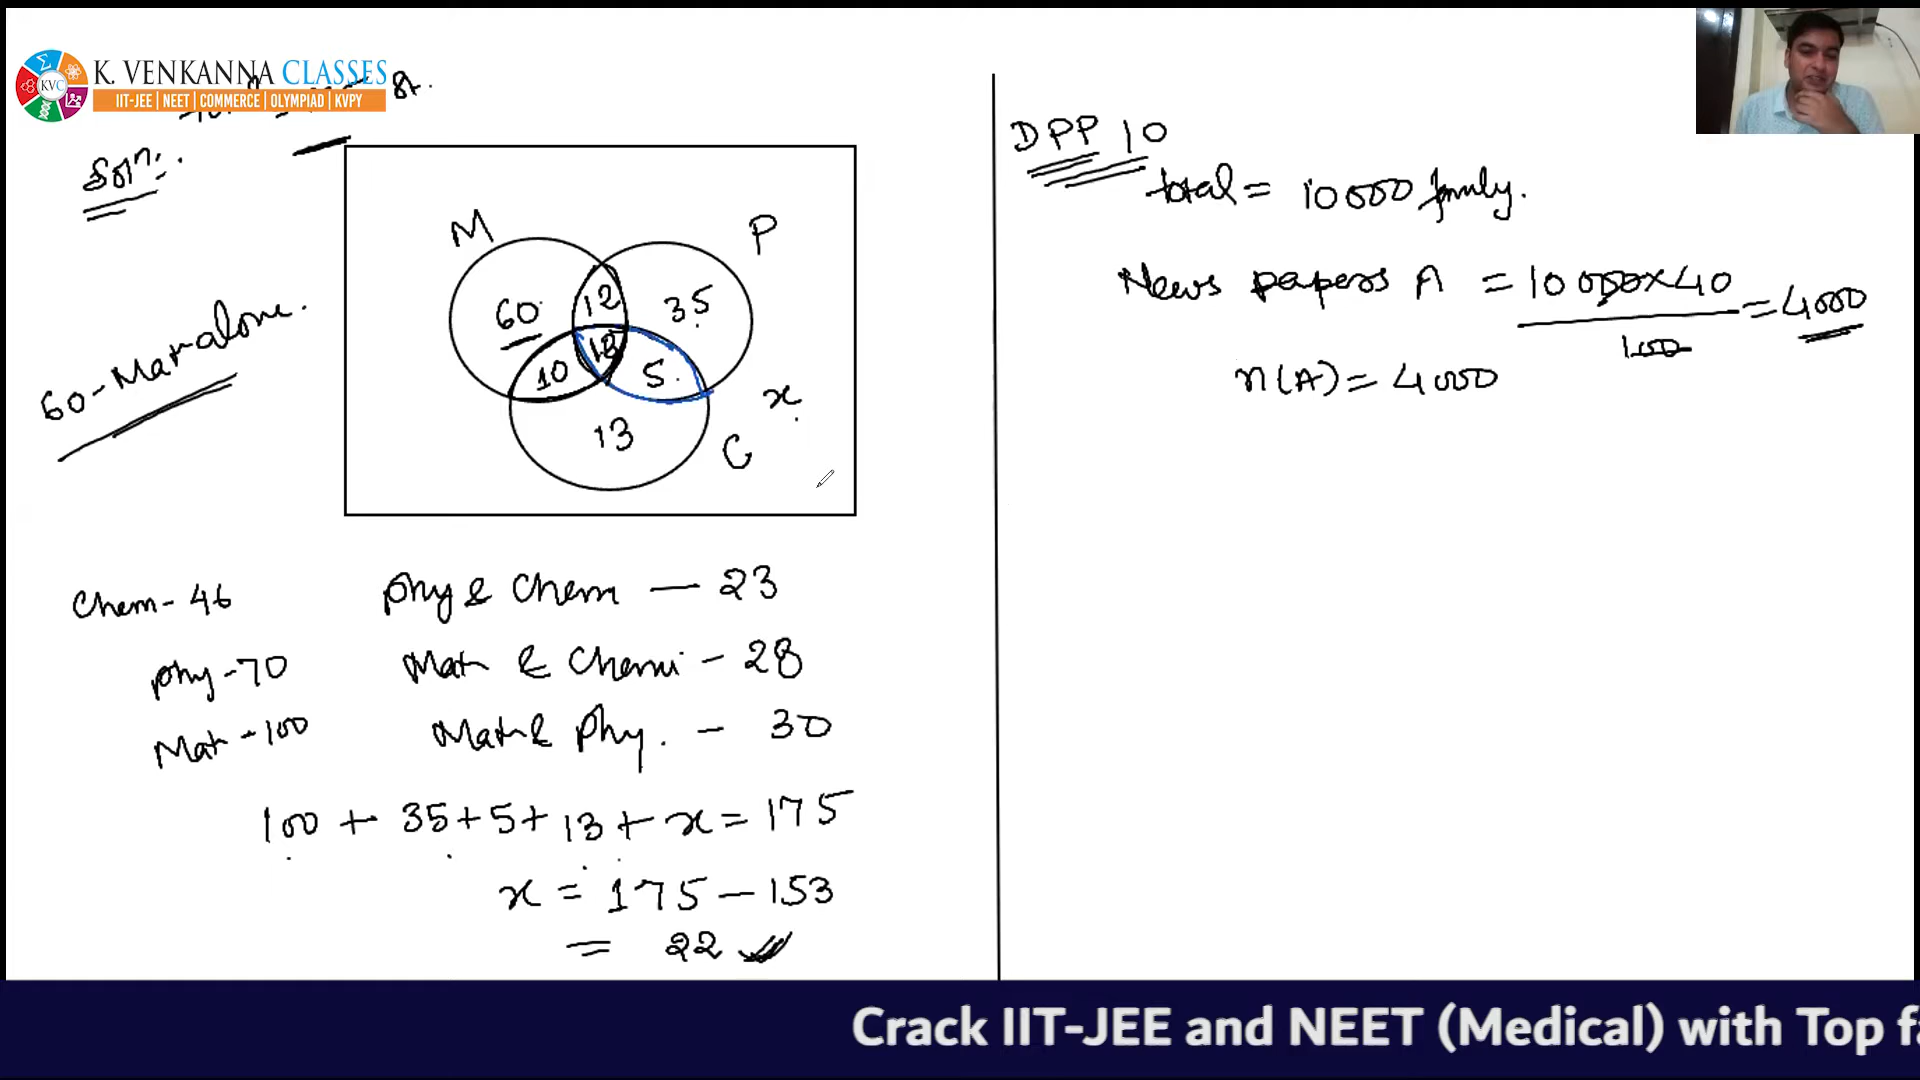 K. VENKANNA CLASSES
KVC
IIT-JEE | NEET | COMMERCE | OLYMPIAD | KVPY
Soln:.
60-Mat alone.
M
P
60
12
35
18
10
5
x
13
C
Chem-46
Phy-70
Mat-100
Phy & Chem — 23
Mat & Chemi - 28
Mat & Phy. - 30
100 + 35+5+13+x=175
x = 175-153
= 22
DPP 10
total = 10000 family.
News papers A = 10000×40
100
=4000
n(A)= 4000
Crack IIT-JEE and NEET (Medical) with Top fa